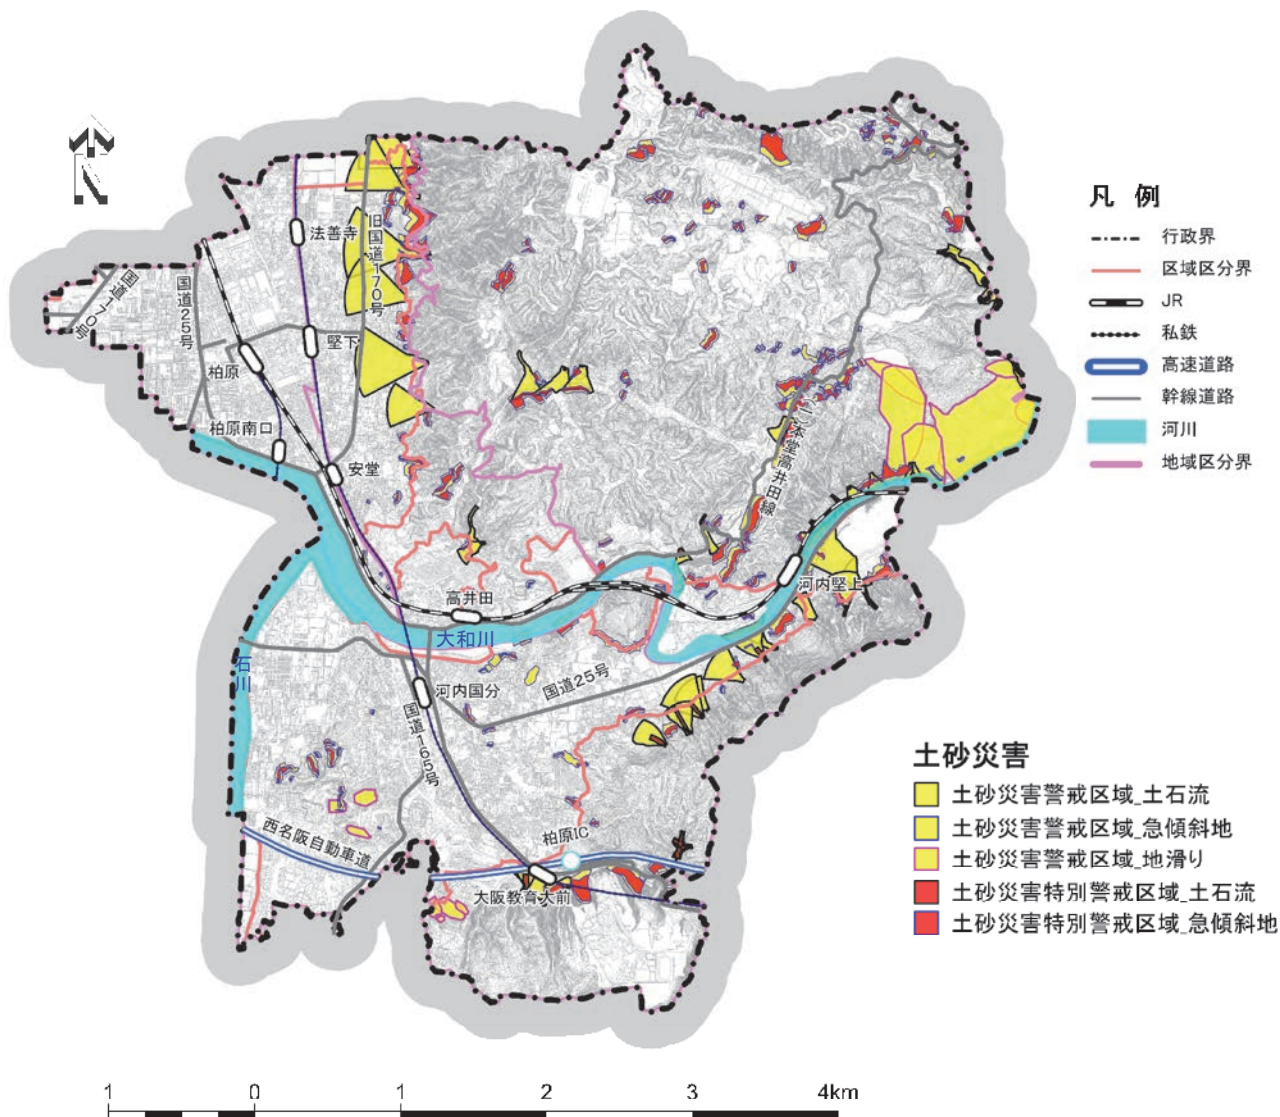 凡 例
行政界
区域区分界
JR
私鉄
高速道路
幹線道路
河川
地域区分界
法善寺
旧国道170号
国道170号
国道25号
堅下
柏原
柏原南口
安堂
二本堂高井田線
河内堅上
高井田
大和川
石川
河内国分
国道25号
国道165号
柏原IC
西名阪自動車道
大阪教育大前
土砂災害
土砂災害警戒区域_土石流
土砂災害警戒区域_急傾斜地
土砂災害警戒区域_地滑り
土砂災害特別警戒区域_土石流
土砂災害特別警戒区域_急傾斜地
1 0 1 2 3 4km